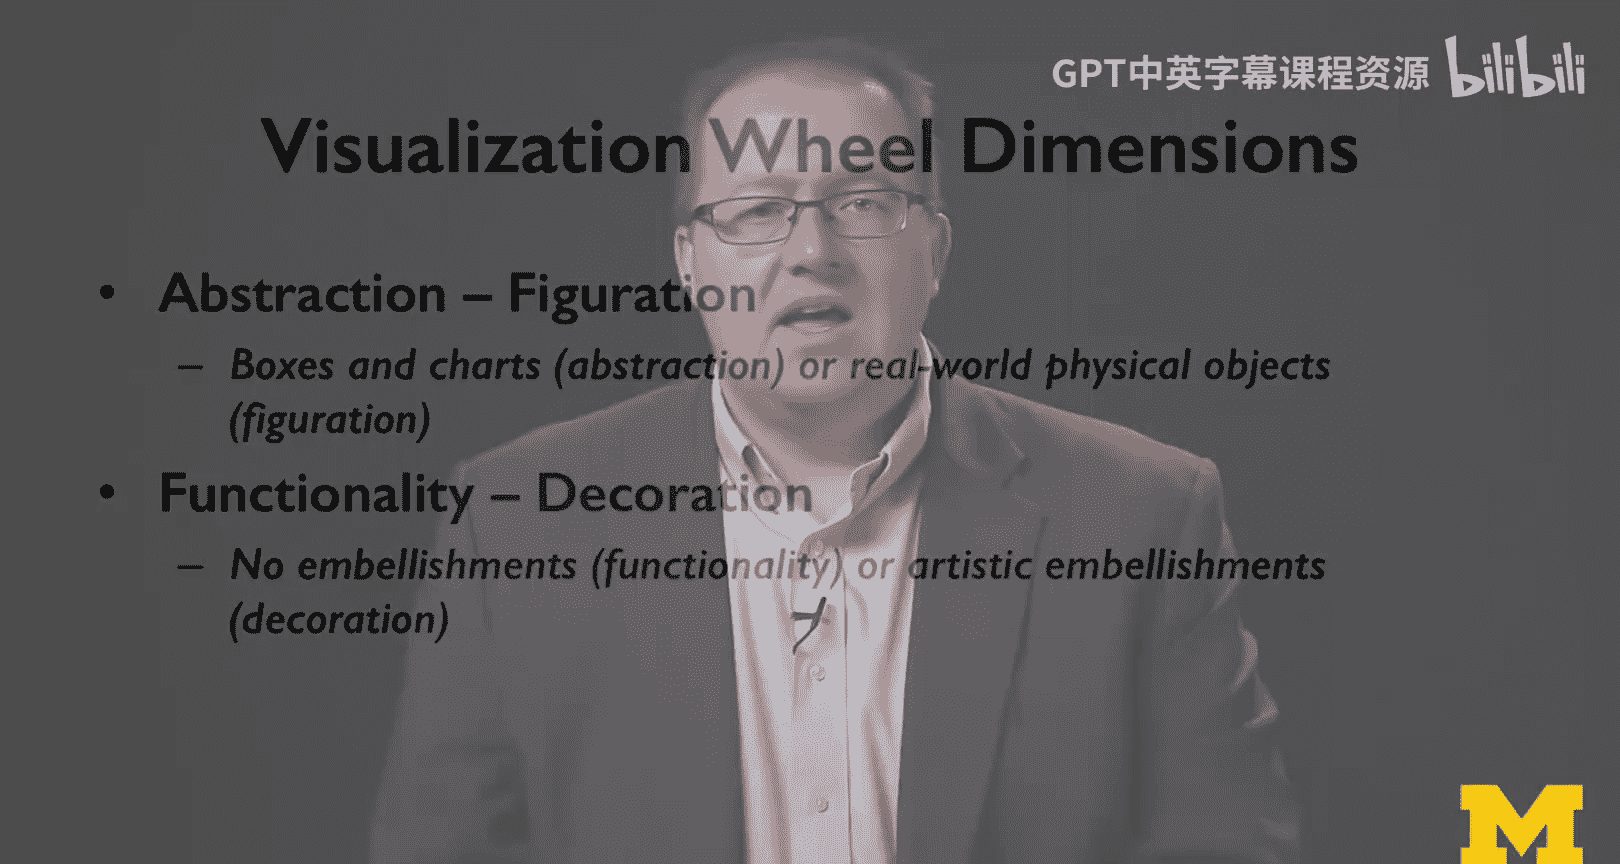 GPT中英字幕课程资源 bilibili
Visualization Wheel Dimensions
• Abstraction – Figuration
– Boxes and charts (abstraction) or real-world physical objects
(figuration)
• Functionality – Decoration
– No embellishments (functionality) or artistic embellishments
(decoration)
M